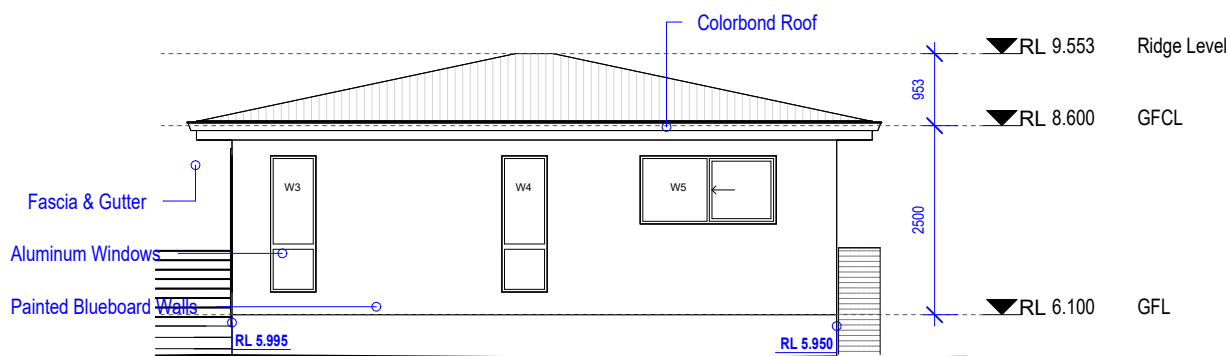 Colorbond Roof
RL 9.553 Ridge Level
953
RL 8.600 GFCL
W3 W4 W5
Fascia & Gutter
2500
Aluminum Windows
Painted Blueboard Walls
RL 6.100 GFL
RL 5.995 RL 5.950